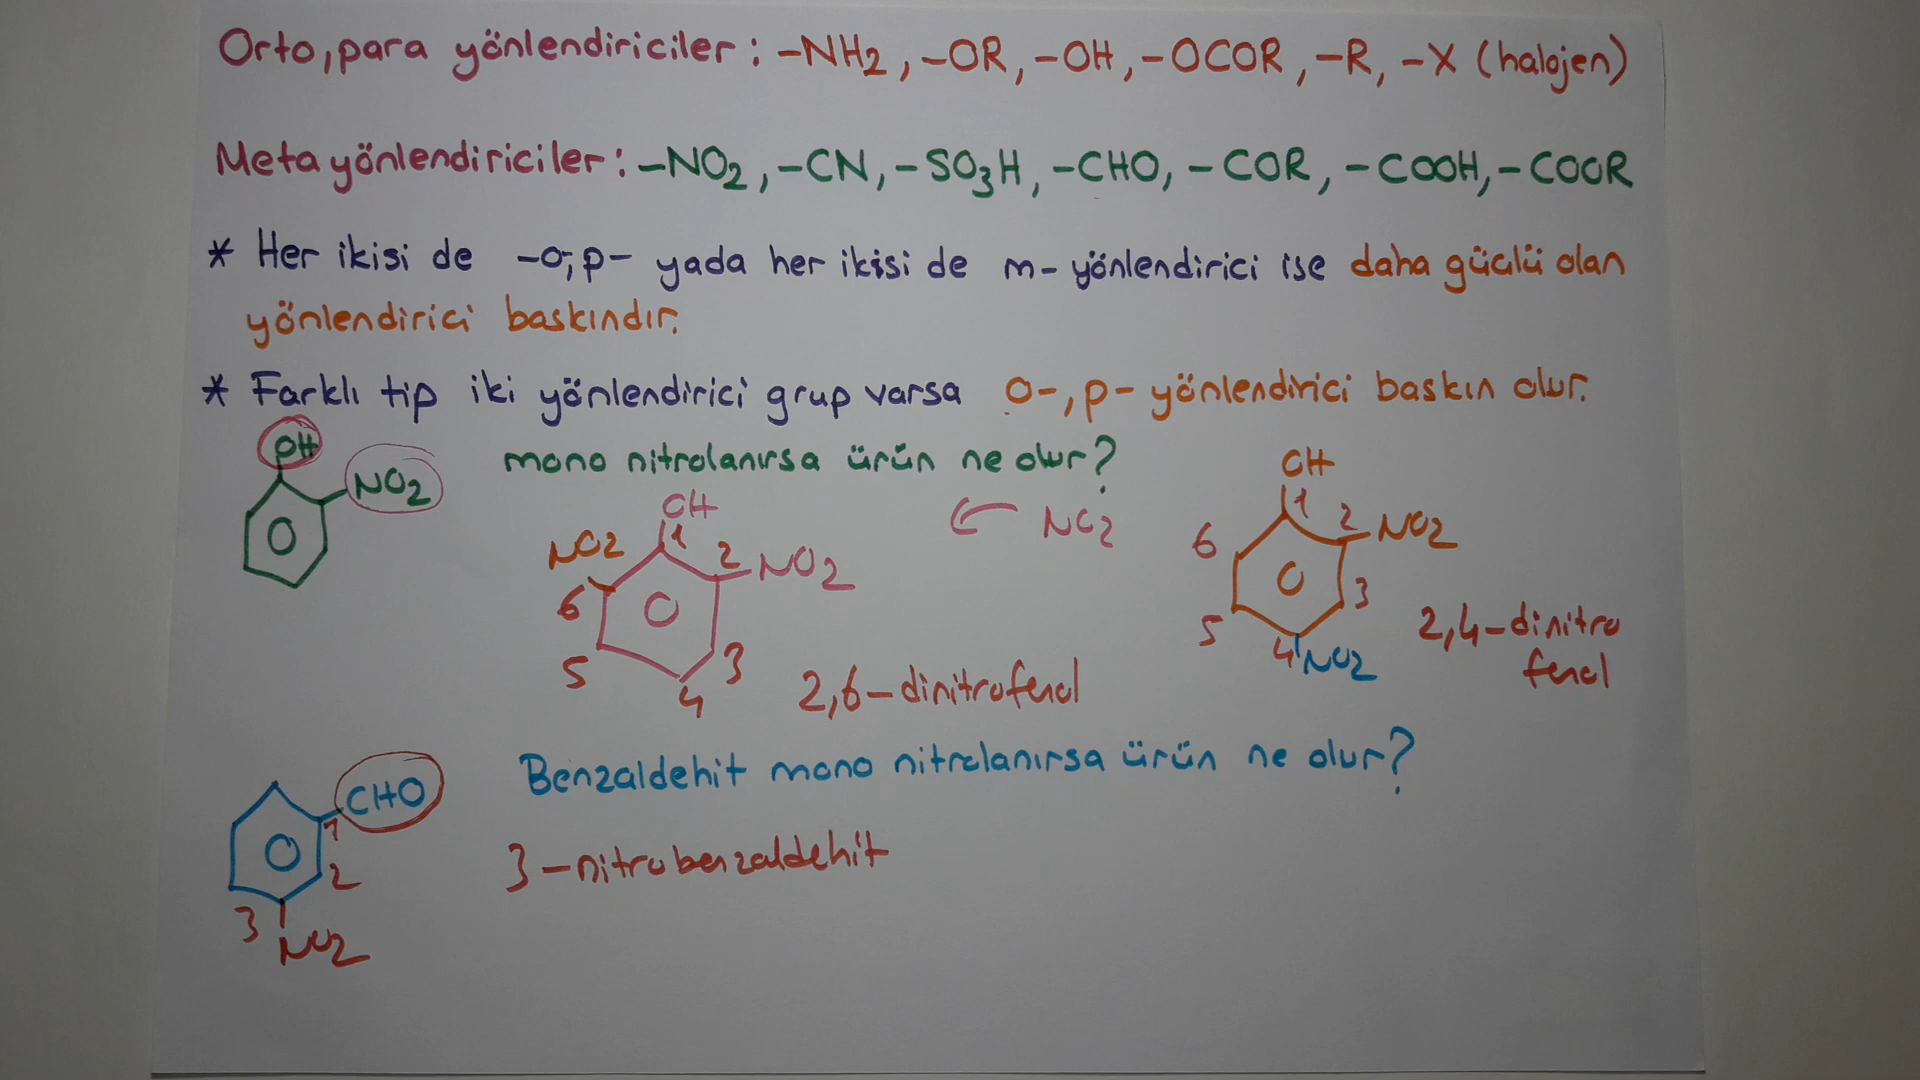 Orto,para yönlendiriciler: -NH2, -OR, -OH, -OCOR, -R, -X (halojen)
Meta yönlendiriciler: -NO2, -CN, -SO3H, -CHO, -COR, -COOH, -COOR
* Her ikisi de -o-,p- yada her ikisi de m-yönlendirici ise daha güçlü olan
yönlendirici baskındır.
* Farklı tip iki yönlendirici grup varsa o-,p-yönlendirici baskın olur.
OH
NO2
mono nitrolanırsa ürün ne olur?
OH
NO2
1
2
NO2
6
5
4
3
2,6-dinitrofenol
NO2
OH
1
2
NO2
6
3
5
4
NO2
2,4-dinitro
fenol
Benzaldehit mono nitrolanırsa ürün ne olur?
CHO
1
2
3
NO2
3-nitrobenzaldehit